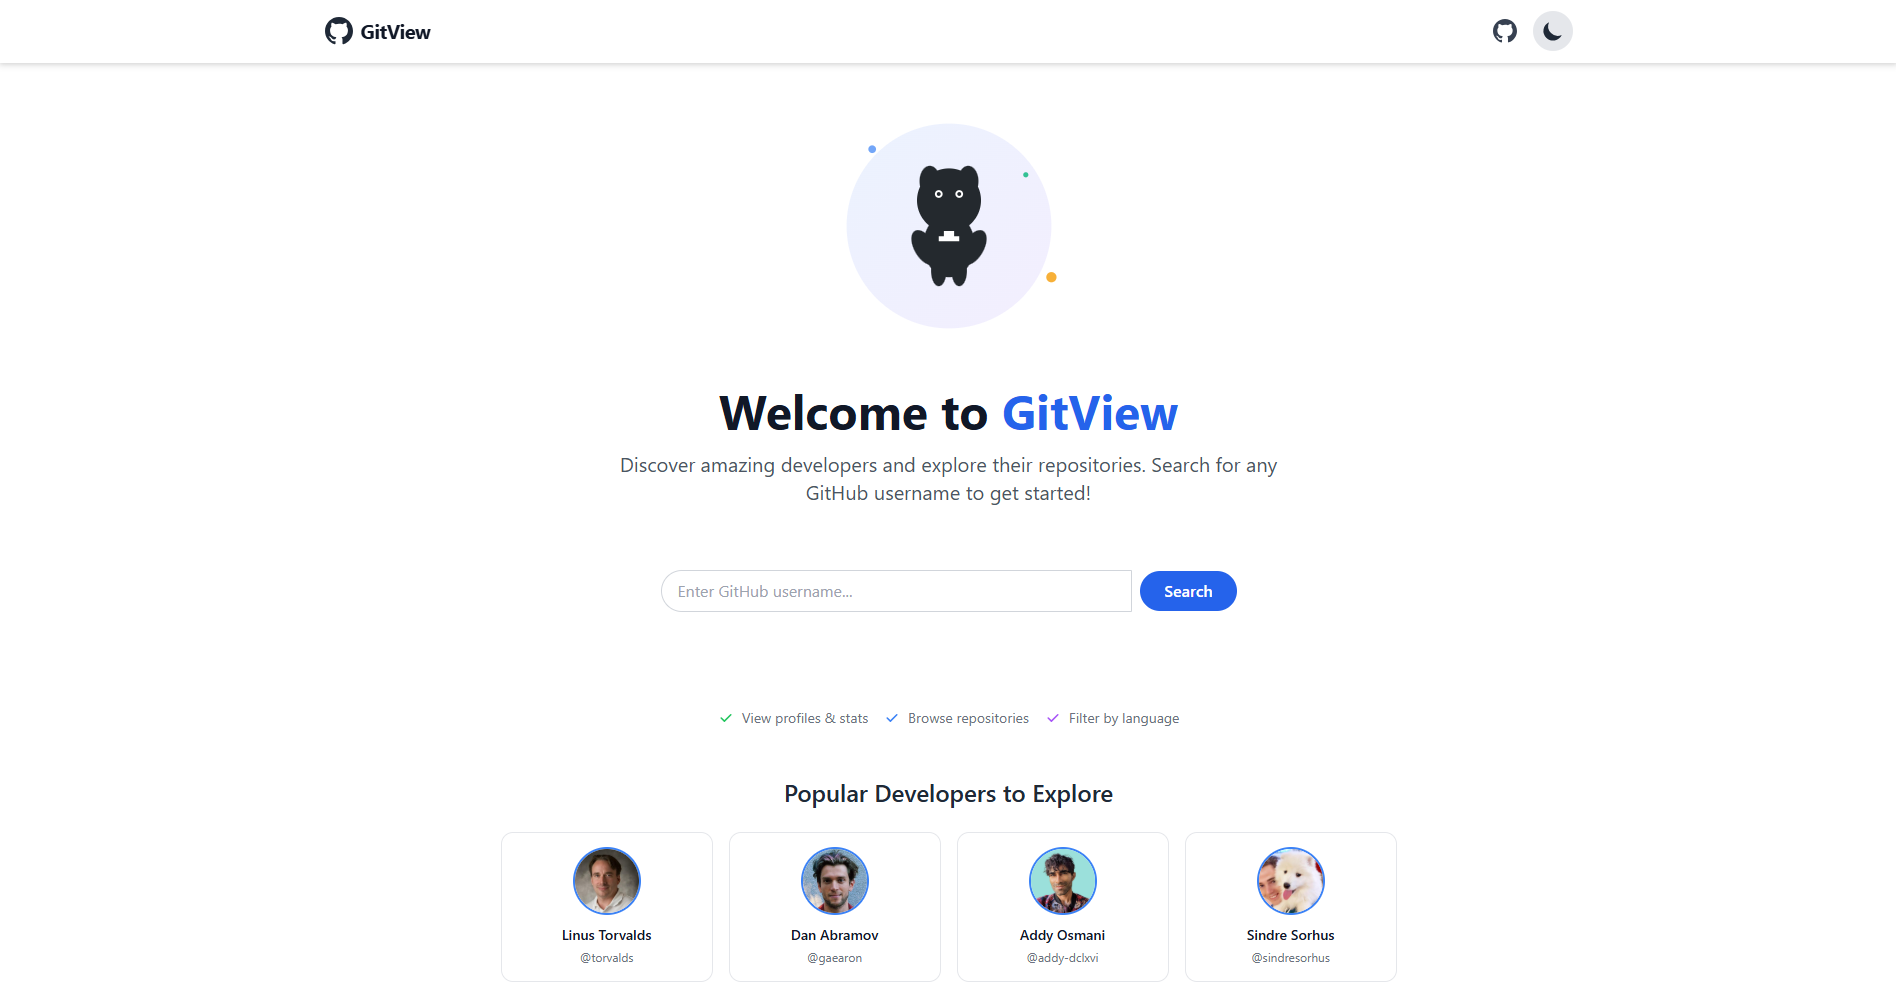 GitView
Welcome to GitView
Discover amazing developers and explore their repositories. Search for any
GitHub username to get started!
Enter GitHub username...
Search
View profiles & stats
Browse repositories
Filter by language
Popular Developers to Explore
Linus Torvalds
@torvalds
Dan Abramov
@gaearon
Addy Osmani
@addy-dclxvi
Sindre Sorhus
@sindresorhus